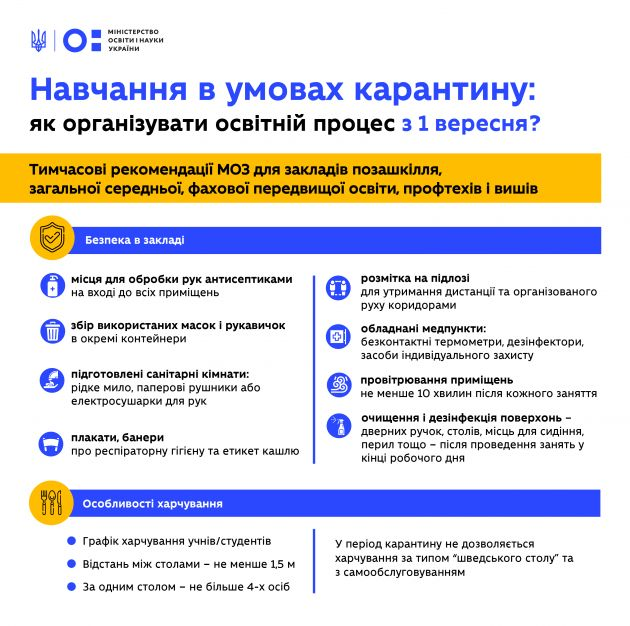 МІНІСТЕРСТВО
ОСВІТИ І НАУКИ
УКРАЇНИ
Навчання в умовах карантину:
як організувати освітній процес з 1 вересня?
Тимчасові рекомендації МОЗ для закладів позашкілля,
загальної середньої, фахової передвищої освіти, профтехів і вишів
Безпека в закладі
місця для обробки рук антисептиками
на вході до всіх приміщень
збір використаних масок і рукавичок
в окремі контейнери
підготовлені санітарні кімнати:
рідке мило, паперові рушники або
електросушарки для рук
плакати, банери
про респіраторну гігієну та етикет кашлю
розмітка на підлозі
для утримання дистанції та організованого
руху коридорами
обладнані медпункти:
безконтактні термометри, дезінфектори,
засоби індивідуального захисту
провітрювання приміщень
не менше 10 хвилин після кожного заняття
очищення і дезінфекція поверхонь –
дверних ручок, столів, місць для сидіння,
перил тощо – після проведення занять у
кінці робочого дня
Особливості харчування
Графік харчування учнів/студентів
Відстань між столами – не менше 1,5 м
За одним столом – не більше 4-х осіб
У період карантину не дозволяється
харчування за типом “шведського столу” та
з самообслуговуванням